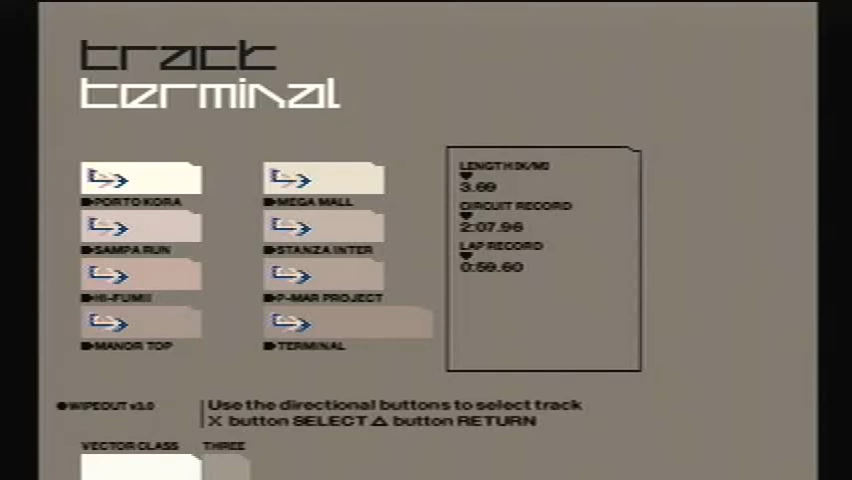 track
terminal
PORTO KORA
MEGA MALL
SAMPA RUN
STANZA INTER
HI-FUMII
P-MAR PROJECT
MANOR TOP
TERMINAL
LENGTH(K/M)
3.69
CIRCUIT RECORD
2:07.96
LAP RECORD
0:59.60
WIPEOUT v3.0
Use the directional buttons to select track
X button SELECT △ button RETURN
VECTOR CLASS THREE